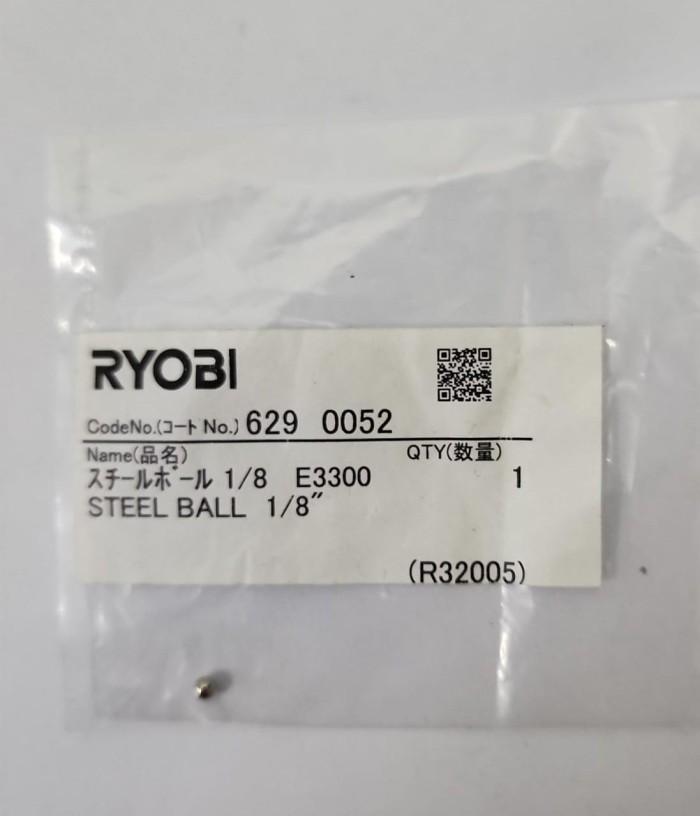 RYOBI
CodeNo.(コート No.) 629 0052
Name(品名) QTY(数量)
スチールボール 1/8 E3300 1
STEEL BALL 1/8"
(R32005)